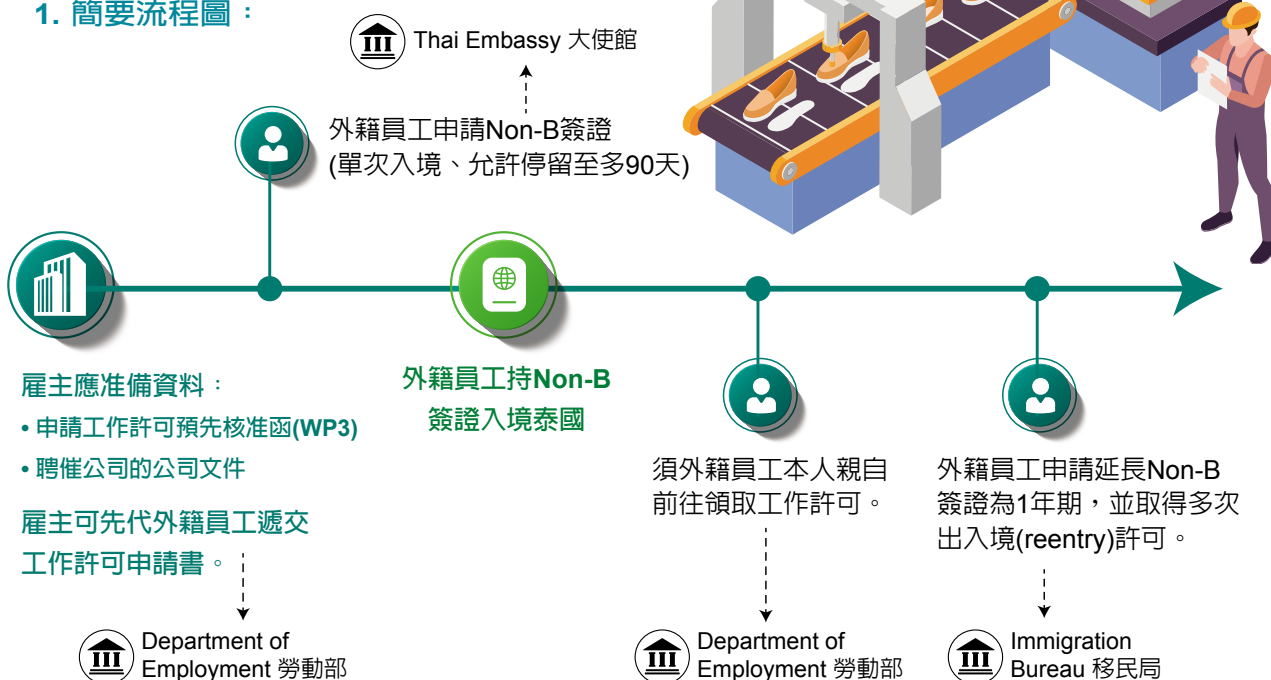 1. 簡要流程圖：
Thai Embassy 大使館
外籍員工申請Non-B簽證
(單次入境、允許停留至多90天)
雇主應准備資料：
• 申請工作許可預先核准函(WP3)
• 聘催公司的公司文件
雇主可先代外籍員工遞交
工作許可申請書。
Department of
Employment 勞動部
外籍員工持Non-B
簽證入境泰國
須外籍員工本人親自
前往領取工作許可。
Department of
Employment 勞動部
外籍員工申請延長Non-B
簽證為1年期，並取得多次
出入境(reentry)許可。
Immigration
Bureau 移民局